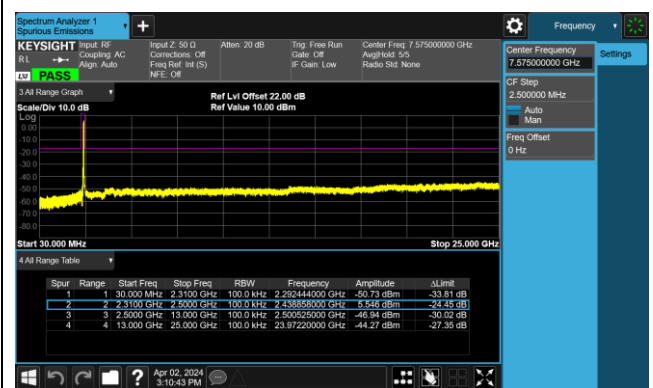 Spectrum Analyzer 1
Spurious Emissions
Frequency
KEYSIGHT
RL
LXI
PASS
Input: RF
Coupling: AC
Align: Auto
Input Z: 50 Ω
Corrections: Off
Freq Ref: Int (S)
NFE: Off
Atten: 20 dB
Trig: Free Run
Gate: Off
IF Gain: Low
Center Freq: 7.575000000 GHz
Avg|Hold: 5/5
Radio Std: None
Center Frequency
7.575000000 GHz
Settings
CF Step
2.500000 MHz
Auto
Man
Freq Offset
0 Hz
3 All Range Graph
Scale/Div 10.0 dB
Ref Lvl Offset 22.00 dB
Ref Value 10.00 dBm
Log
0.00
-10.0
-20.0
-30.0
-40.0
-50.0
-60.0
-70.0
-80.0
Start 30.000 MHz
Stop 25.000 GHz
4 All Range Table
Spur Range Start Freq Stop Freq RBW Frequency Amplitude ΔLimit
1 1 30.000 MHz 2.3100 GHz 100.0 kHz 2.292444000 GHz -50.73 dBm -33.81 dB
2 2 2.3100 GHz 2.5000 GHz 100.0 kHz 2.438858000 GHz 5.546 dBm -24.45 dB
3 3 2.5000 GHz 13.000 GHz 100.0 kHz 2.500525000 GHz -46.94 dBm -30.02 dB
4 4 13.000 GHz 25.000 GHz 100.0 kHz 23.97220000 GHz -44.27 dBm -27.35 dB
Apr 02, 2024
3:10:43 PM